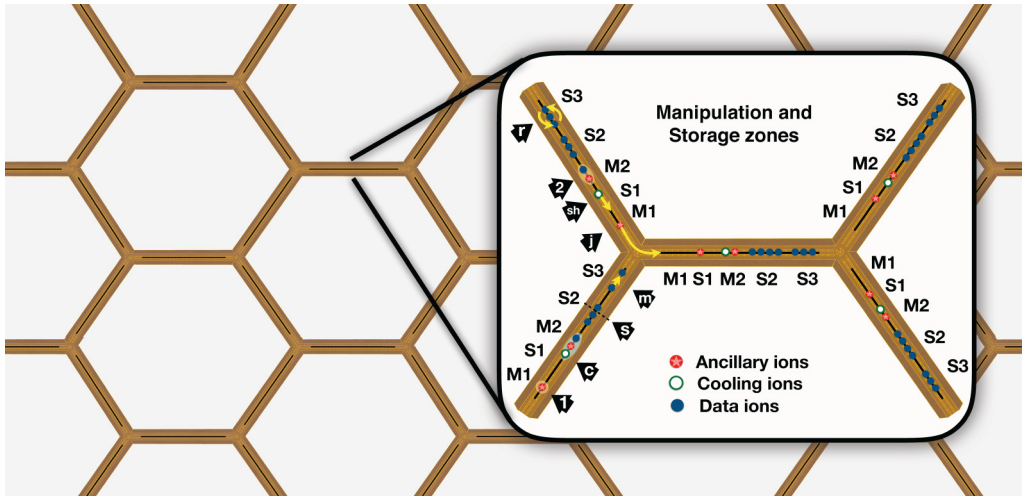 Manipulation and
Storage zones
S3
S2
M2
S1
M1
r
2
sh
j
S3
S2
M2
S1
M1
m
s
c
1
M1 S1 M2 S2 S3
S3
S2
M2
S1
M1
M1
S1
M2
S2
S3
Ancillary ions
Cooling ions
Data ions